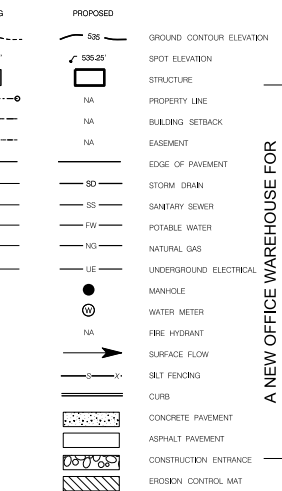 G PROPOSED
535 GROUND CONTOUR ELEVATION
535.25' SPOT ELEVATION
STRUCTURE
NA PROPERTY LINE
NA BUILDING SETBACK
NA EASEMENT
EDGE OF PAVEMENT
SD STORM DRAIN
SS SANITARY SEWER
FW POTABLE WATER
NG NATURAL GAS
UE UNDERGROUND ELECTRICAL
MANHOLE
W WATER METER
NA FIRE HYDRANT
SURFACE FLOW
S X SILT FENCING
CURB
CONCRETE PAVEMENT
ASPHALT PAVEMENT
CONSTRUCTION ENTRANCE
EROSION CONTROL MAT
A NEW OFFICE WAREHOUSE FOR